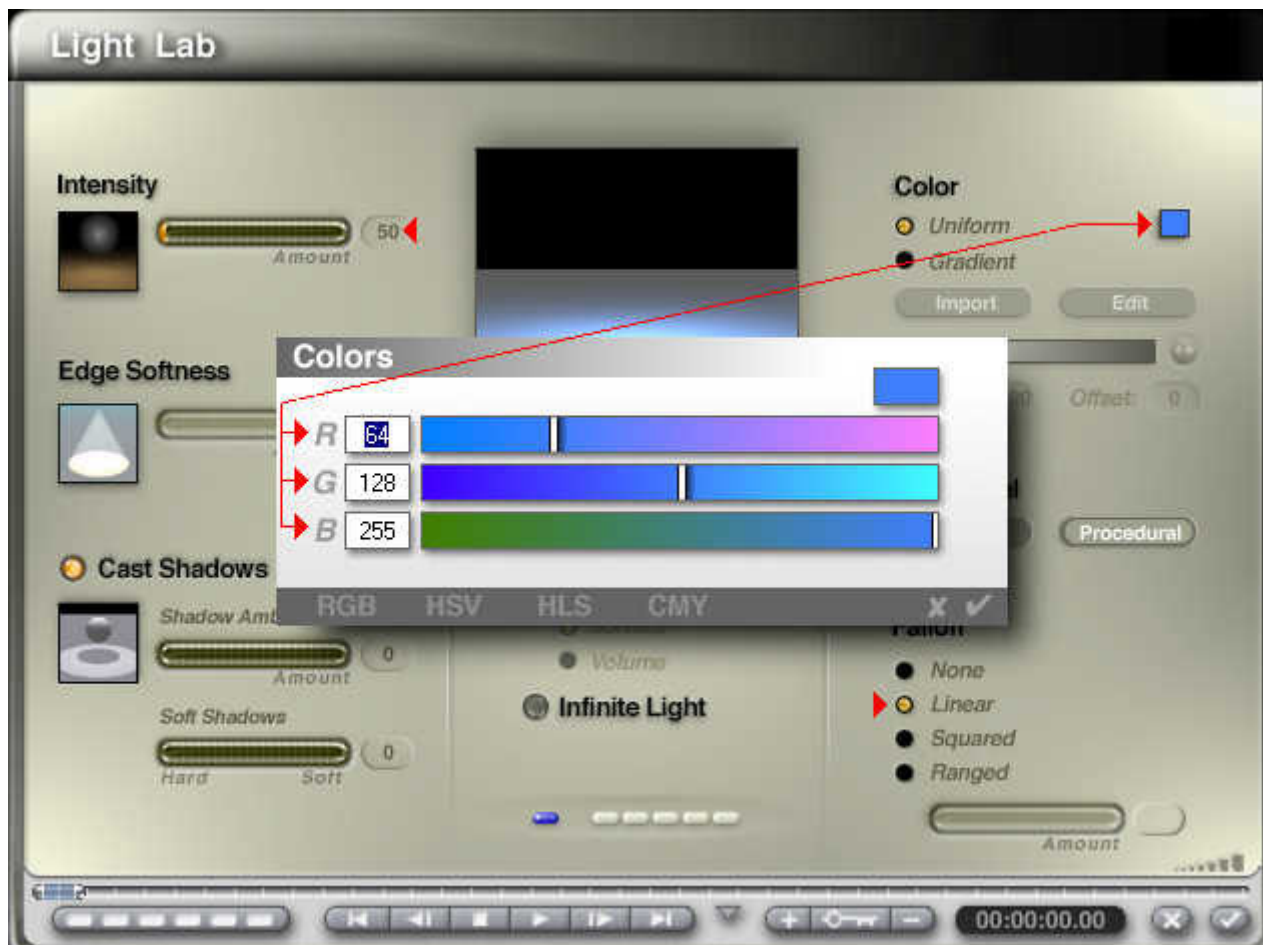 Light Lab
Intensity
50
Amount
Color
Uniform
Gradient
Import Edit
Edge Softness
Offset: 0
Colors
R 64
G 128
B 255
RGB HSV HLS CMY
Procedural
Cast Shadows
Shadow
0
Amount
Soft Shadows
0
Hard Soft
Volume
Infinite Light
None
Linear
Squared
Ranged
Amount
00:00:00.00